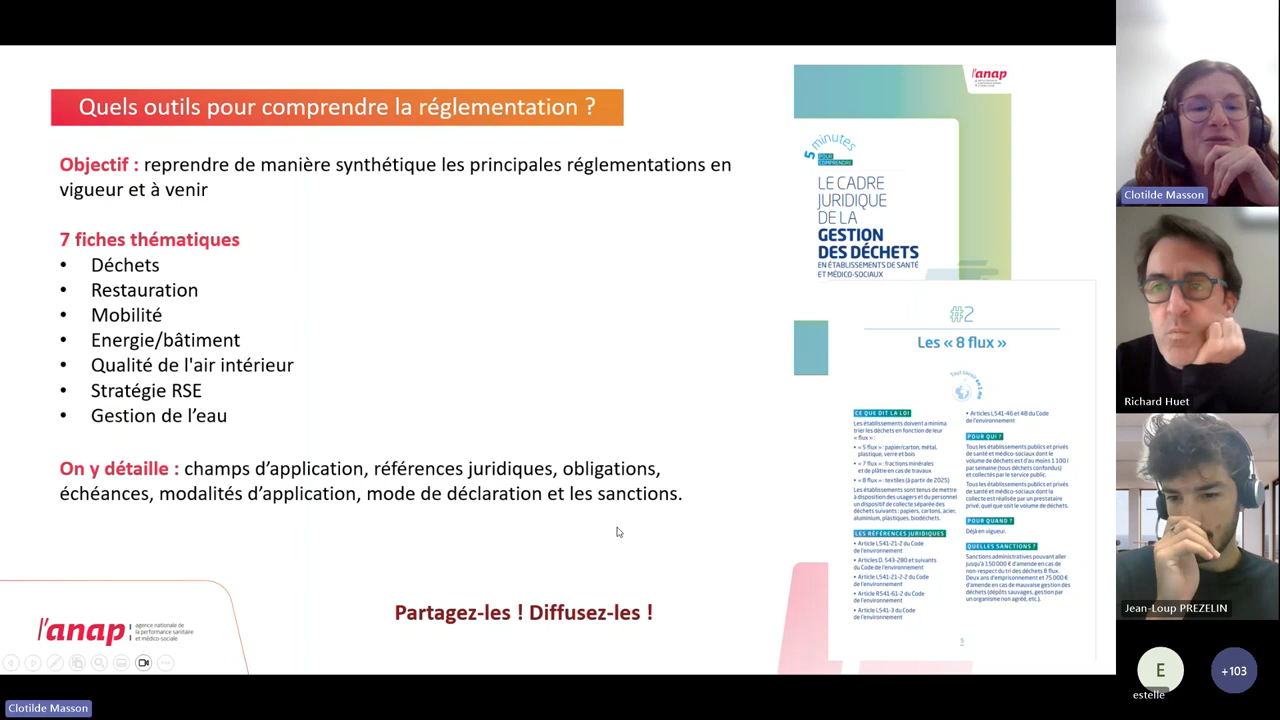 Quels outils pour comprendre la réglementation ?
Objectif : reprendre de manière synthétique les principales réglementations en
vigueur et à venir
7 fiches thématiques
• Déchets
• Restauration
• Mobilité
• Energie/bâtiment
• Qualité de l'air intérieur
• Stratégie RSE
• Gestion de l’eau
On y détaille : champs d’application, références juridiques, obligations,
échéances, modalités d’application, mode de déclaration et les sanctions.
Partagez-les ! Diffusez-les !
l'anap
agence nationale de
la performance sanitaire
et médico-sociale
l'anap
5 minutes
POUR
COMPRENDRE
LE CADRE
JURIDIQUE
DE LA
GESTION
DES DÉCHETS
EN ÉTABLISSEMENTS DE SANTÉ
ET MÉDICO-SOCIAUX
#2
Les « 8 flux »
Tout savoir en 1 min
CE QUE DIT LA LOI
Les établissements doivent a minima
trier les déchets en fonction de leur
« flux » :
• « 5 flux » : papier/carton, métal,
plastique, verre et bois
• « 7 flux » : fractions minérales
et de plâtre en cas de travaux
• « 8 flux » : textiles (à partir de 2025)
Les établissements sont tenus de mettre
à disposition des usagers et du personnel
un dispositif de collecte séparée des
déchets suivants : papiers, cartons, acier,
aluminium, plastiques, biodéchets.
LES RÉFÉRENCES JURIDIQUES
• Article L541-21-2 du Code
de l'environnement
• Articles D. 543-280 et suivants
du Code de l'environnement
• Article L541-21-2-2 du Code
de l'environnement
• Article R541-61-2 du Code
de l'environnement
• Article L541-3 du Code
de l'environnement
• Articles L541-46 et 48 du Code
de l'environnement
POUR QUI ?
Tous les établissements publics et privés
de santé et médico-sociaux dont le
volume de déchets est d'au moins 1 100 l
par semaine (tous déchets confondus)
et collectés par le service public.
Tous les établissements publics et privés
de santé et médico-sociaux dont la
collecte est réalisée par un prestataire
privé, quel que soit le volume de déchets.
POUR QUAND ?
Déjà en vigueur.
QUELLES SANCTIONS ?
Sanctions administratives pouvant aller
jusqu'à 150 000 € d'amende en cas de
non-respect du tri des déchets 8 flux.
Deux ans d'emprisonnement et 75 000 €
d'amende en cas de mauvaise gestion des
déchets (dépôts sauvages, gestion par
un organisme non agréé, etc.).
5
Clotilde Masson
Richard Huet
Jean-Loup PREZELIN
E
estelle
+103
Clotilde Masson